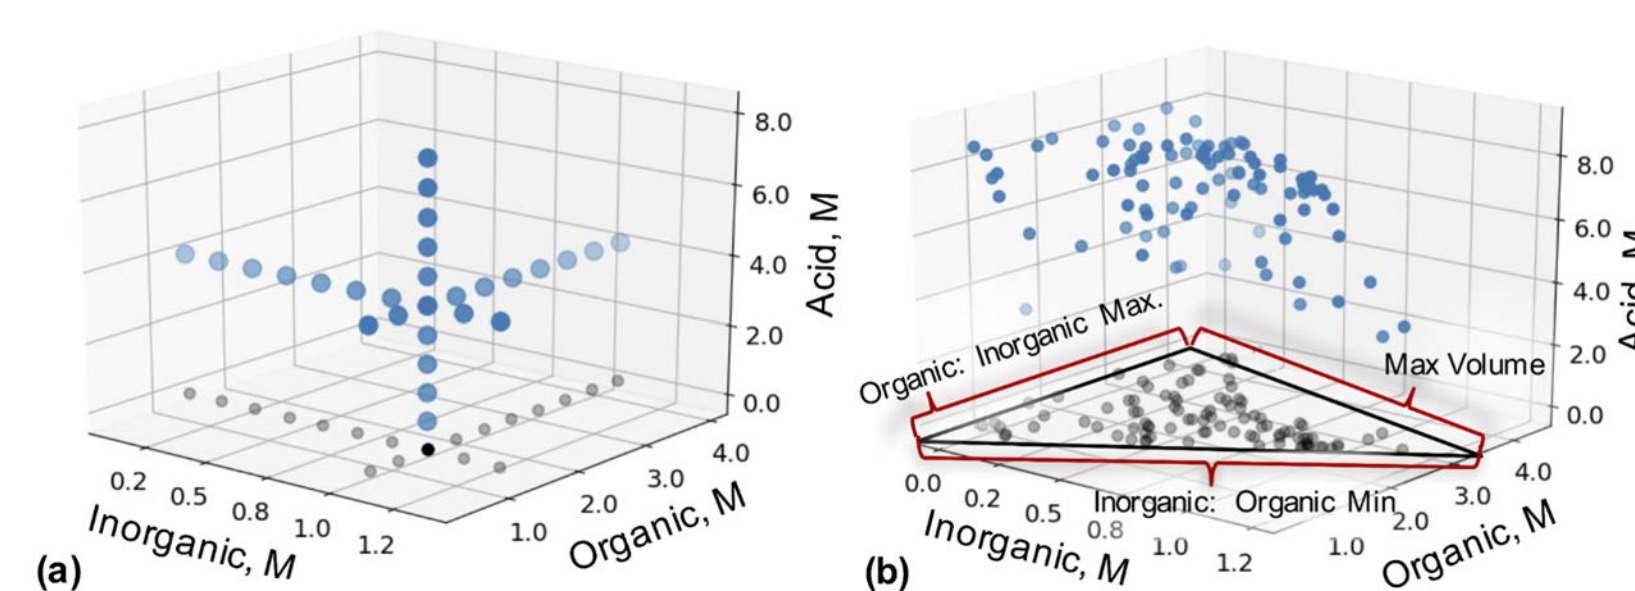 8.0
6.0
4.0
2.0
0.0
Acid, M
0.2
0.5
0.8
1.0
1.2
Inorganic, M
1.0
2.0
3.0
4.0
Organic, M
(a)
8.0
6.0
4.0
2.0
0.0
Acid, M
Organic: Inorganic Max.
Max Volume
Inorganic: Organic Min
0.0
0.2
0.5
0.8
1.0
1.2
Inorganic, M
1.0
2.0
3.0
4.0
Organic, M
(b)